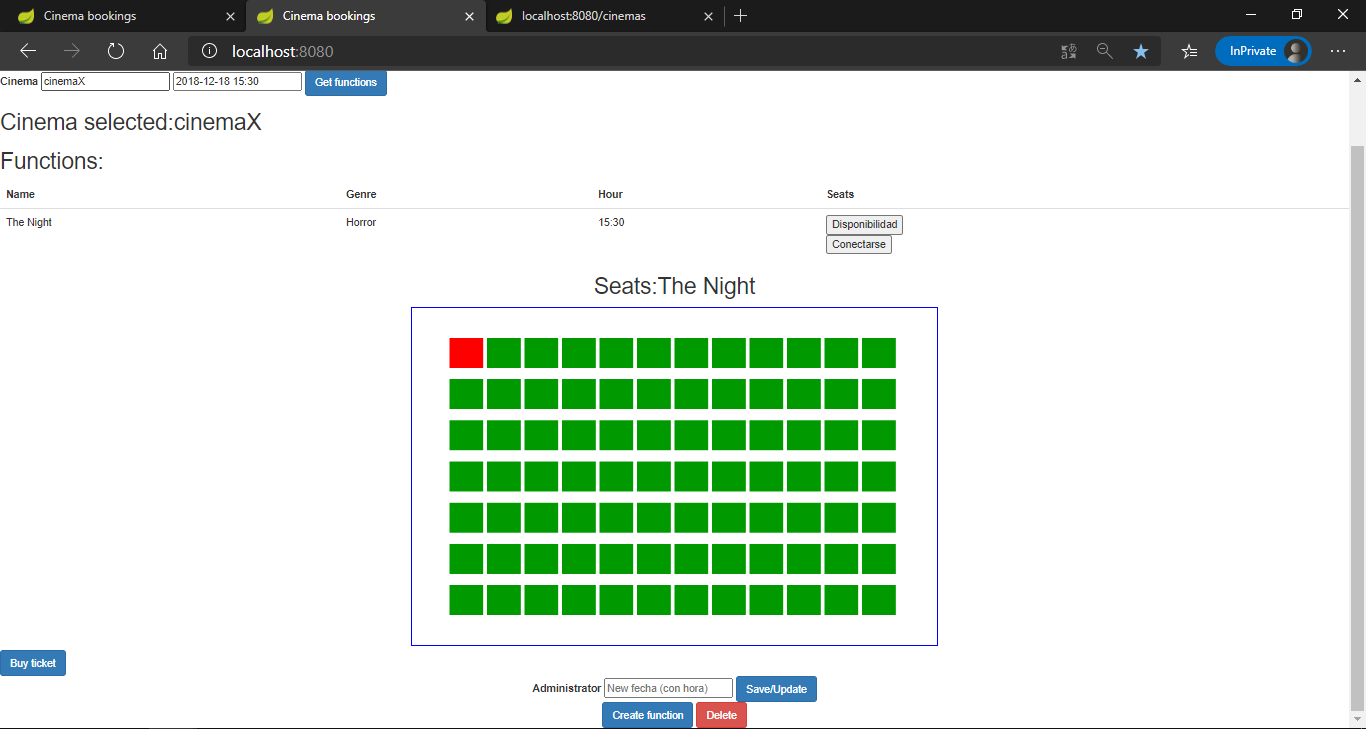 Cinema bookings
Cinema bookings
localhost:8080/cinemas
localhost:8080
InPrivate
Cinema cinemaX 2018-12-18 15:30 Get functions
Cinema selected:cinemaX
Functions:
Name Genre Hour Seats
The Night Horror 15:30 Disponibilidad
Conectarse
Seats:The Night
Buy ticket
Administrator New fecha (con hora) Save/Update
Create function Delete